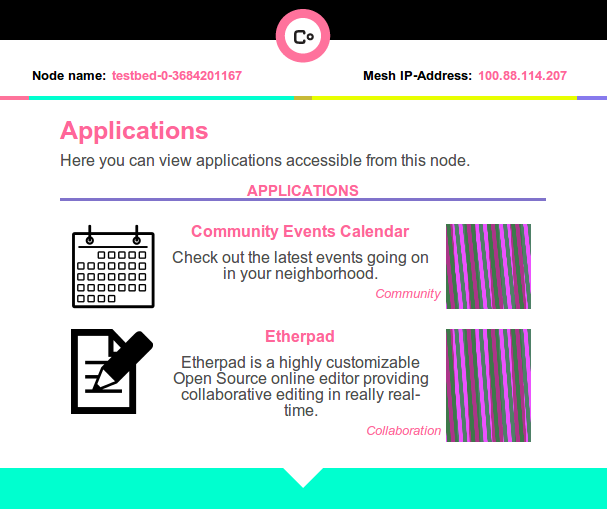 Co
Node name: testbed-0-3684201167
Mesh IP-Address: 100.88.114.207
Applications
Here you can view applications accessible from this node.
APPLICATIONS
Community Events Calendar
Check out the latest events going on
in your neighborhood.
Community
Etherpad
Etherpad is a highly customizable
Open Source online editor providing
collaborative editing in really real-
time.
Collaboration